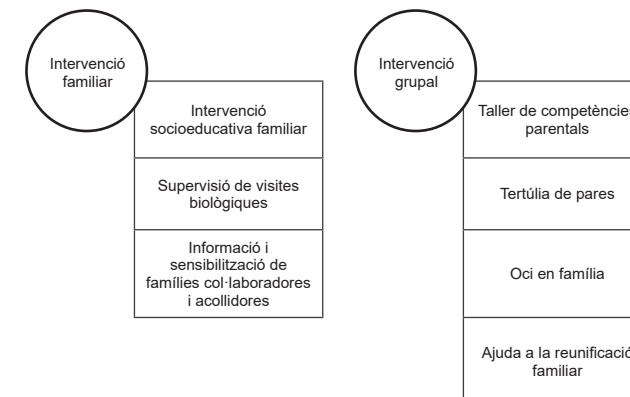 Intervenció
familiar
Intervenció
socioeducativa familiar
Supervisió de visites
biològiques
Informació i
sensibilització de
famílies col·laboradores
i acollidores
Intervenció
grupal
Taller de competències
parentals
Tertúlia de pares
Oci en família
Ajuda a la reunificació
familiar